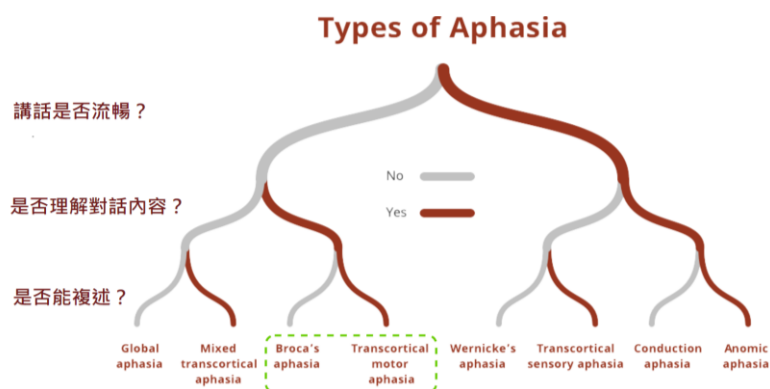 Types of Aphasia
講話是否流暢？
No
Yes
是否理解對話內容？
是否能複述？
Global
aphasia
Mixed
transcortical
aphasia
Broca's
aphasia
Transcortical
motor
aphasia
Wernicke's
aphasia
Transcortical
sensory aphasia
Conduction
aphasia
Anomic
aphasia